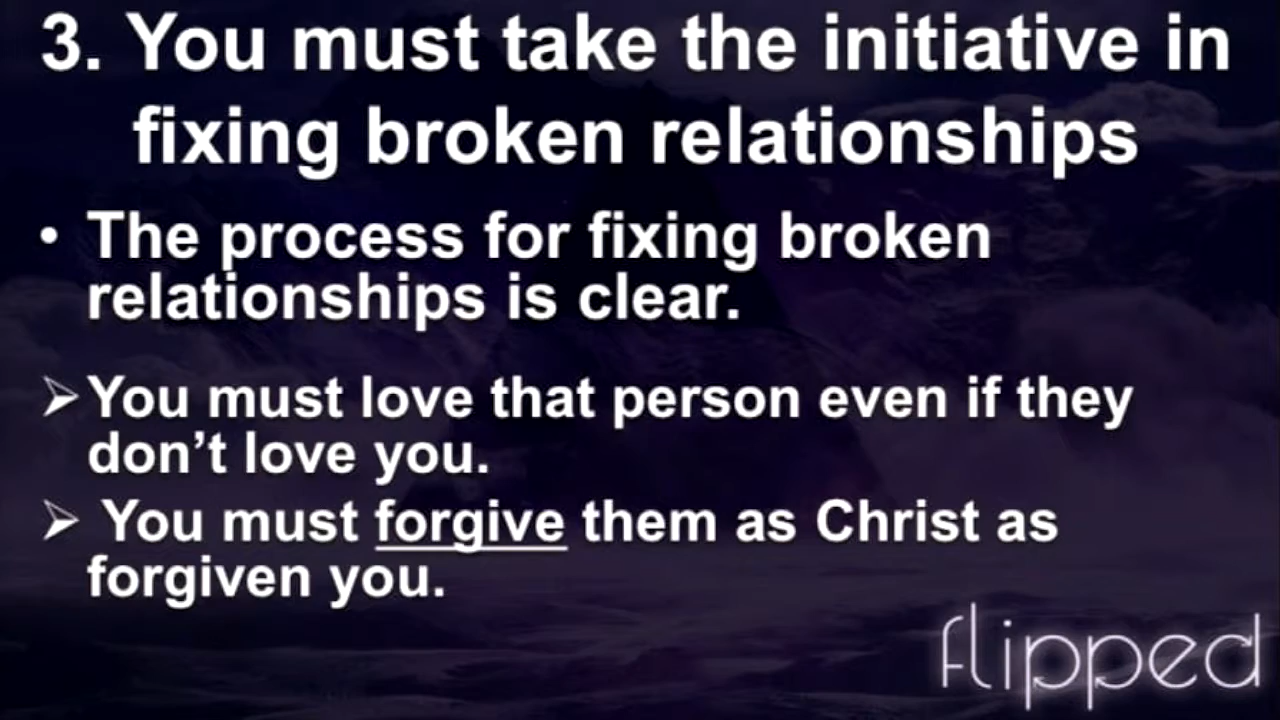 3. You must take the initiative in
fixing broken relationships
• The process for fixing broken
relationships is clear.
➢ You must love that person even if they
don’t love you.
➢ You must forgive them as Christ as
forgiven you.
flipped